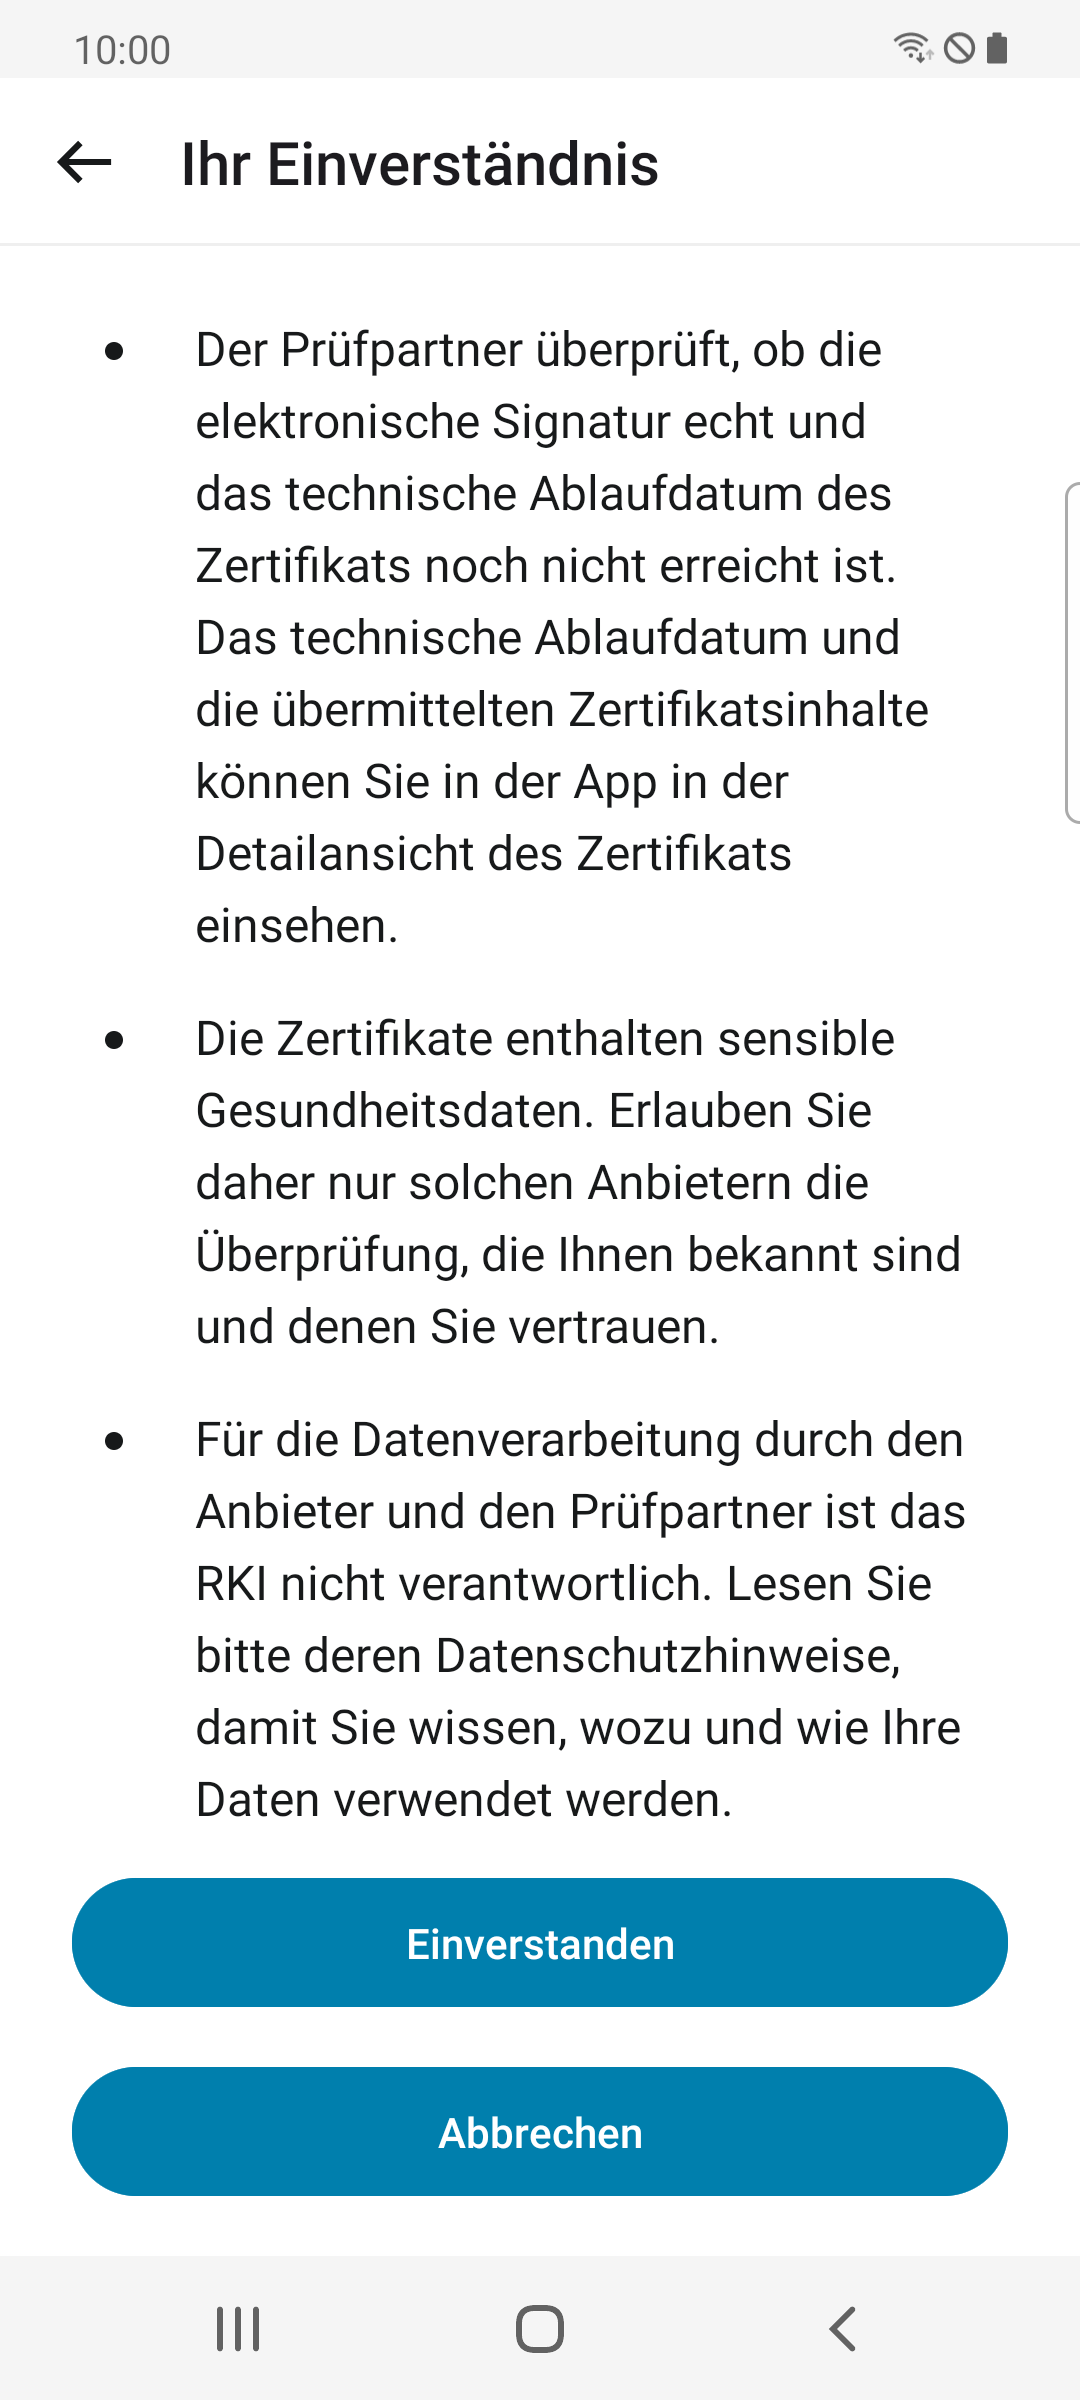 10:00
Ihr Einverständnis
Der Prüfpartner überprüft, ob die
elektronische Signatur echt und
das technische Ablaufdatum des
Zertifikats noch nicht erreicht ist.
Das technische Ablaufdatum und
die übermittelten Zertifikatsinhalte
können Sie in der App in der
Detailansicht des Zertifikats
einsehen.
Die Zertifikate enthalten sensible
Gesundheitsdaten. Erlauben Sie
daher nur solchen Anbietern die
Überprüfung, die Ihnen bekannt sind
und denen Sie vertrauen.
Für die Datenverarbeitung durch den
Anbieter und den Prüfpartner ist das
RKI nicht verantwortlich. Lesen Sie
bitte deren Datenschutzhinweise,
damit Sie wissen, wozu und wie Ihre
Daten verwendet werden.
Einverstanden
Abbrechen